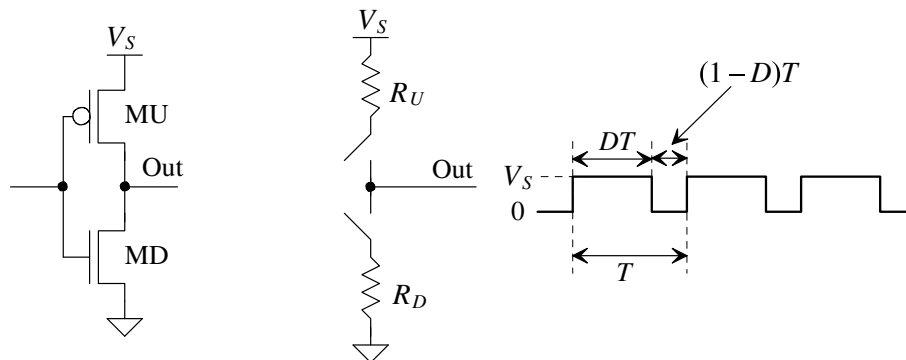 V_S
MU
Out
MD
V_S
R_U
Out
R_D
(1 – D)T
DT
V_S
0
T